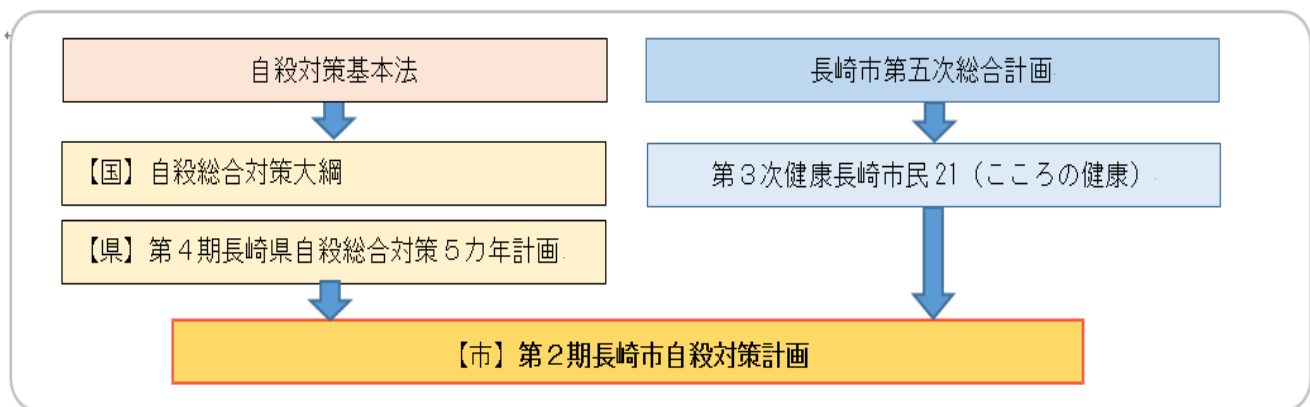 自殺対策基本法
【国】自殺総合対策大綱
【県】第４期長崎県自殺総合対策５カ年計画
長崎市第五次総合計画
第３次健康長崎市民21（こころの健康）
【市】第２期長崎市自殺対策計画